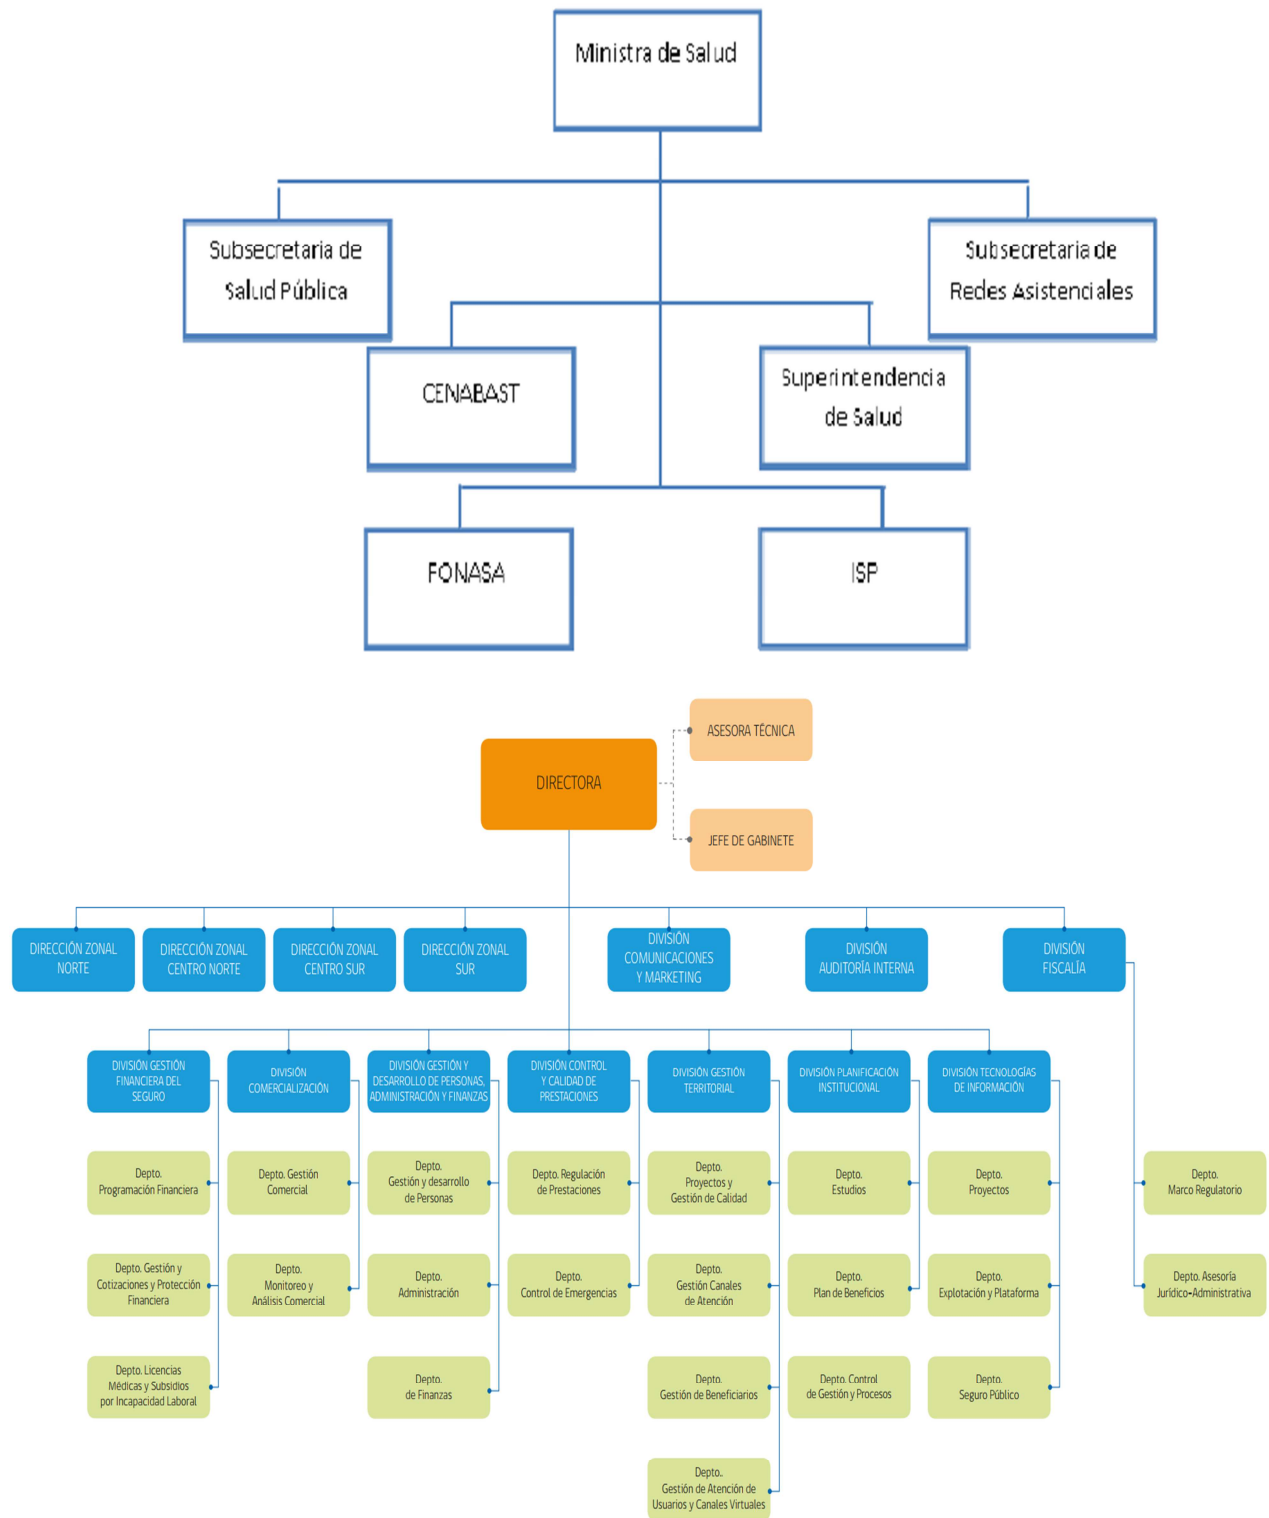 Ministra de Salud
Subsecretaria de
Salud Pública
Subsecretaria de
Redes Asistenciales
CENABAST
Superintendencia
de Salud
FONASA
ISP
ASESORA TÉCNICA
DIRECTORA
JEFE DE GABINETE
DIRECCIÓN ZONAL
NORTE
DIRECCIÓN ZONAL
CENTRO NORTE
DIRECCIÓN ZONAL
CENTRO SUR
DIRECCIÓN ZONAL
SUR
DIVISIÓN
COMUNICACIONES
Y MARKETING
DIVISIÓN
AUDITORÍA INTERNA
DIVISIÓN
FISCALÍA
DIVISIÓN GESTIÓN
FINANCIERA DEL
SEGURO
DIVISIÓN
COMERCIALIZACIÓN
DIVISIÓN GESTIÓN Y
DESARROLLO DE PERSONAS,
ADMINISTRACIÓN Y FINANZAS
DIVISIÓN CONTROL
Y CALIDAD DE
PRESTACIONES
DIVISIÓN GESTIÓN
TERRITORIAL
DIVISIÓN PLANIFICACIÓN
INSTITUCIONAL
DIVISIÓN TECNOLOGÍAS
DE INFORMACIÓN
Depto.
Programación Financiera
Depto. Gestión
Comercial
Depto.
Gestión y desarrollo
de Personas
Depto. Regulación
de Prestaciones
Depto.
Proyectos y
Gestión de Calidad
Depto.
Estudios
Depto.
Proyectos
Depto.
Marco Regulatorio
Depto. Gestión y
Cotizaciones y Protección
Financiera
Depto.
Monitoreo y
Análisis Comercial
Depto.
Administración
Depto.
Control de Emergencias
Depto.
Gestión Canales
de Atención
Depto.
Plan de Beneficios
Depto.
Explotación y Plataforma
Depto. Asesoría
Jurídico-Administrativa
Depto. Licencias
Médicas y Subsidios
por Incapacidad Laboral
Depto.
de Finanzas
Depto.
Gestión de Beneficiarios
Depto. Control
de Gestión y Procesos
Depto.
Seguro Público
Depto..
Gestión de Atención de
Usuarios y Canales Virtuales